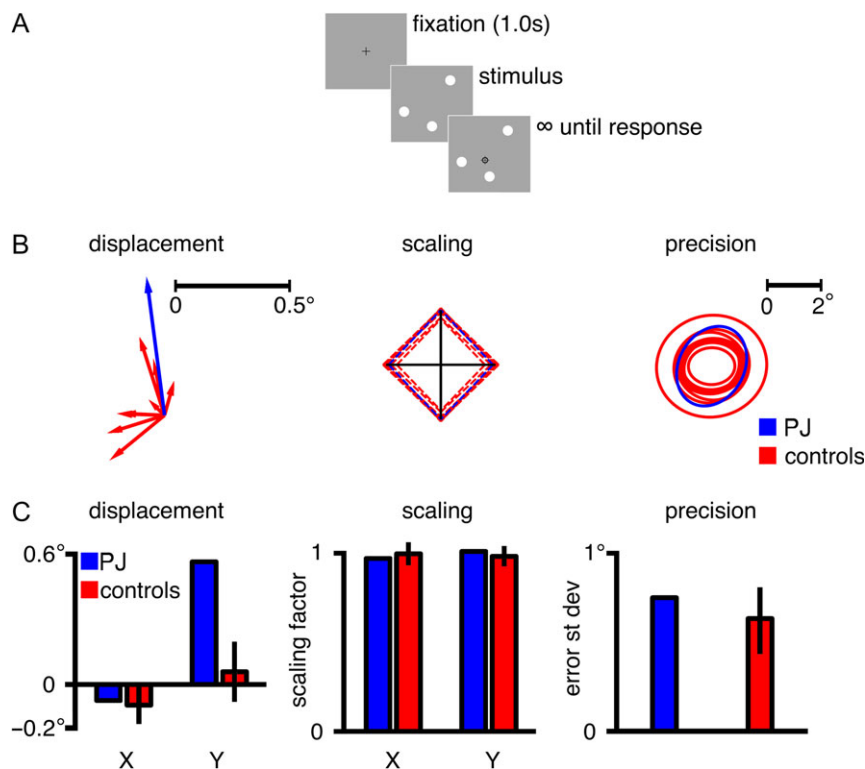 A
fixation (1.0s)
stimulus
∞ until response
B
displacement
scaling
precision
0
0.5°
0
2°
PJ
controls
C
displacement
scaling
precision
0.6°
0
−0.2°
PJ
controls
X
Y
scaling factor
1
0
X
Y
error st dev
1°
0